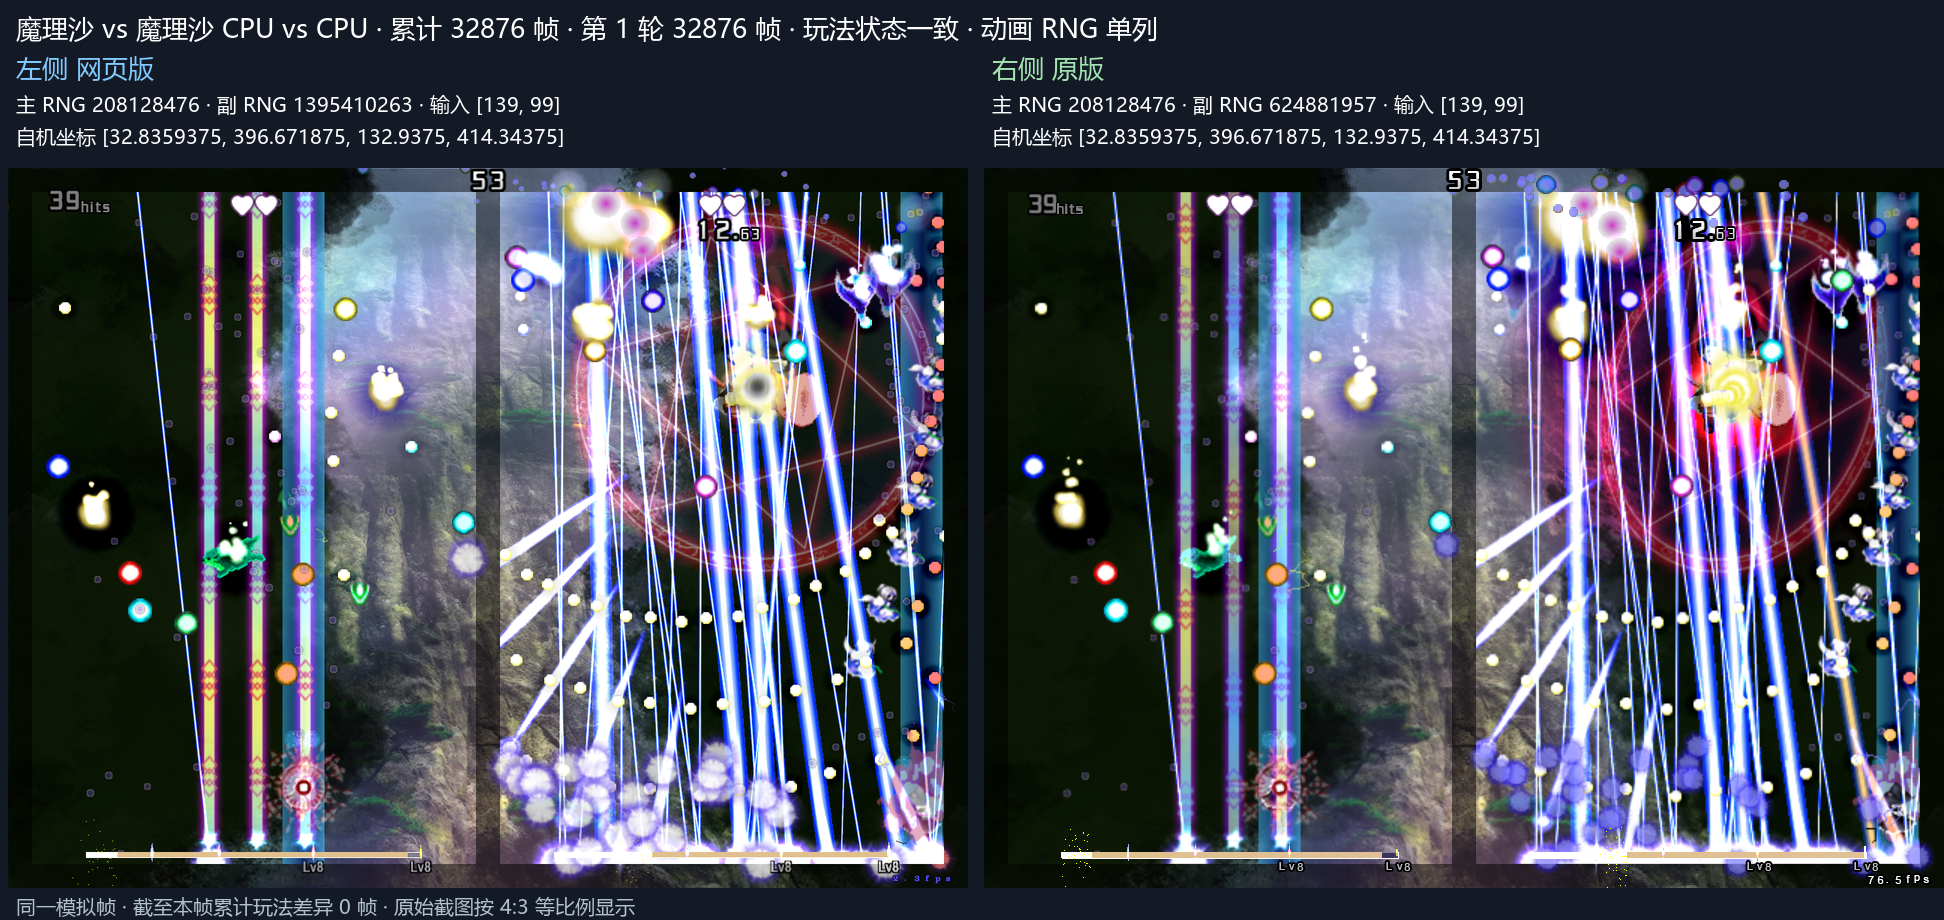 魔理沙 vs 魔理沙 CPU vs CPU · 累计 32876 帧 · 第 1 轮 32876 帧 · 玩法状态一致 · 动画 RNG 单列
左侧 网页版
主 RNG 208128476 · 副 RNG 1395410263 · 输入 [139, 99]
自机坐标 [32.8359375, 396.671875, 132.9375, 414.34375]
右侧 原版
主 RNG 208128476 · 副 RNG 624881957 · 输入 [139, 99]
自机坐标 [32.8359375, 396.671875, 132.9375, 414.34375]
53
39hits
12.63
Lv8
Lv8
Lv8
Lv8
53
39hits
12.63
Lv8
Lv8
Lv8
Lv8
76.5fps
同一模拟帧 · 截至本帧累计玩法差异 0 帧 · 原始截图按 4:3 等比例显示